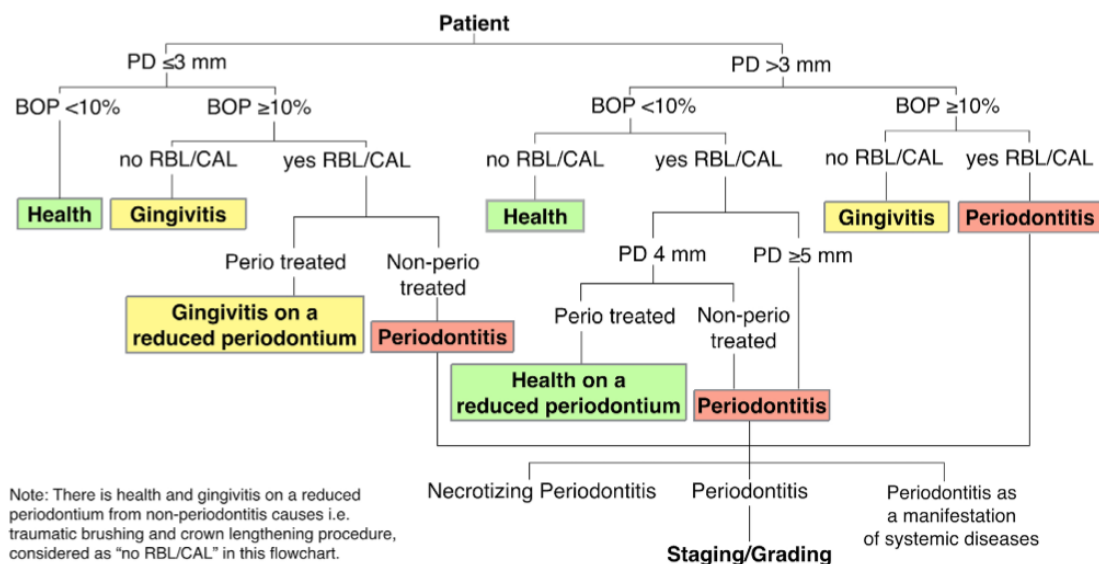 Patient
PD ≤3 mm
PD >3 mm
BOP <10%
BOP ≥10%
BOP <10%
BOP ≥10%
no RBL/CAL
yes RBL/CAL
no RBL/CAL
yes RBL/CAL
no RBL/CAL
yes RBL/CAL
Health
Gingivitis
Health
Gingivitis
Periodontitis
Perio treated
Non-perio
treated
PD 4 mm
PD ≥5 mm
Gingivitis on a
reduced periodontium
Periodontitis
Perio treated
Non-perio
treated
Health on a
reduced periodontium
Periodontitis
Necrotizing Periodontitis
Periodontitis
Periodontitis as
a manifestation
of systemic diseases
Staging/Grading
Note: There is health and gingivitis on a reduced
periodontium from non-periodontitis causes i.e.
traumatic brushing and crown lengthening procedure,
considered as “no RBL/CAL” in this flowchart.